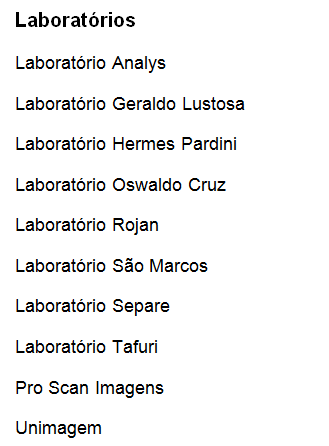 Laboratórios
Laboratório Analys
Laboratório Geraldo Lustosa
Laboratório Hermes Pardini
Laboratório Oswaldo Cruz
Laboratório Rojan
Laboratório São Marcos
Laboratório Separe
Laboratório Tafuri
Pro Scan Imagens
Unimagem